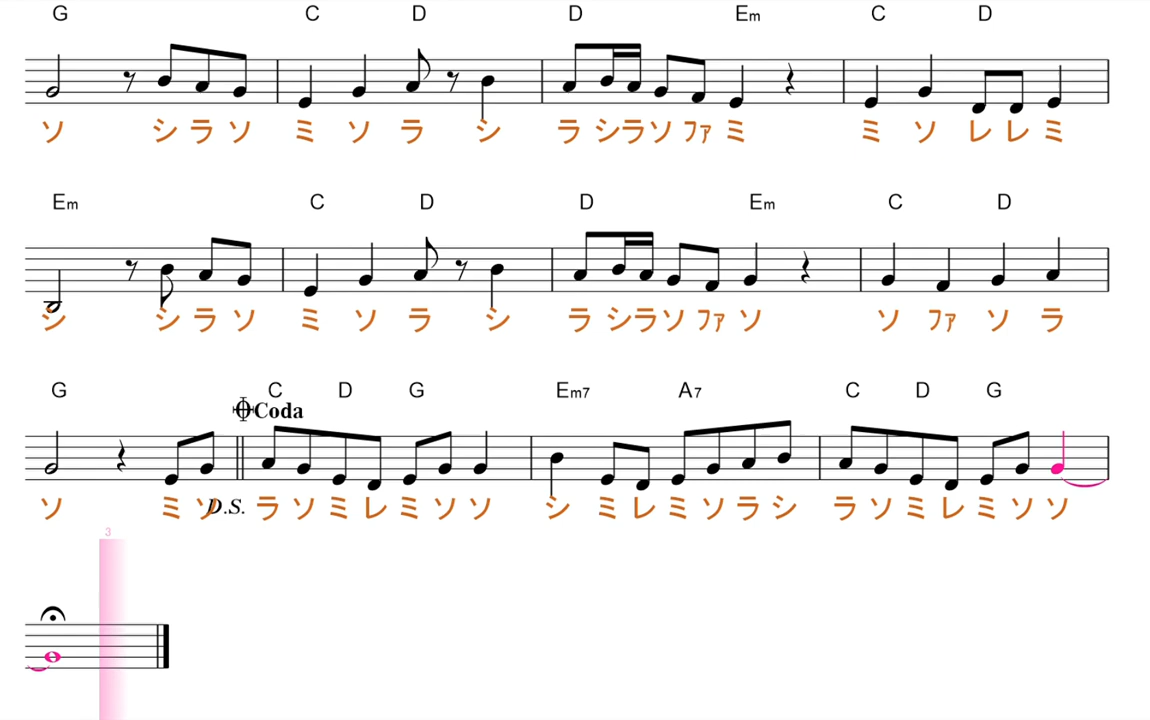 G C D D Em C D
ソ シ ラ ソ ミ ソ ラ シ ラ シ ラ ソ ファ ミ ミ ソ レ レ ミ
Em C D D Em C D
シ シ ラ ソ ミ ソ ラ シ ラ シ ラ ソ ファ ソ ソ ファ ソ ラ
G C D G Em7 A7 C D G
Coda
ソ ミ ソ D.S. ラ ソ ミ レ ミ ソ ソ シ ミ レ ミ ソ ラ シ ラ ソ ミ レ ミ ソ ソ
3